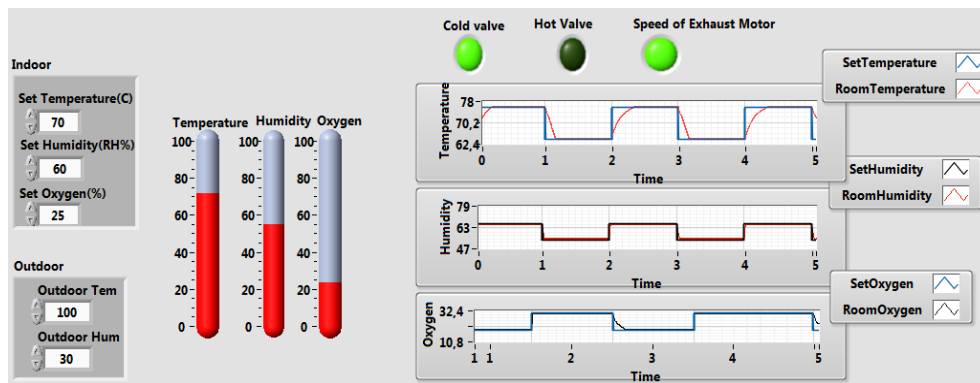 Cold valve
Hot Valve
Speed of Exhaust Motor
Indoor
Set Temperature(C)
70
Set Humidity(RH%)
60
Set Oxygen(%)
25
Outdoor
Outdoor Tem
100
Outdoor Hum
30
Temperature Humidity Oxygen
100 100 100
80 80 80
60 60 60
40 40 40
20 20 20
0 0 0
SetTemperature
RoomTemperature
Temperature
78
70,2
62,4
0 1 2 3 4 5
Time
SetHumidity
RoomHumidity
Humidity
79
63
47
0 1 2 3 4 5
Time
SetOxygen
RoomOxygen
Oxygen
32,4
10,8
1 1 2 3 4 5
Time